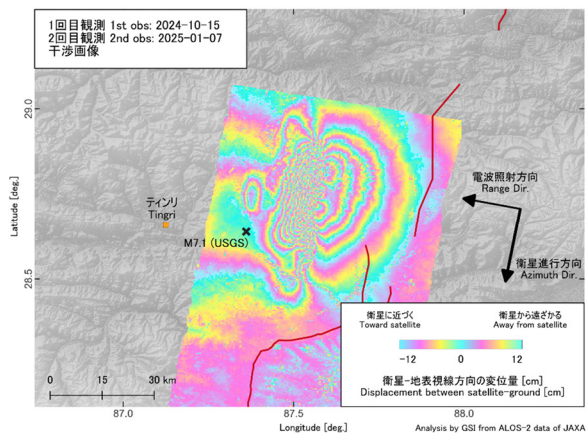 1回目観測 1st obs: 2024-10-15
2回目観測 2nd obs: 2025-01-07
干渉画像
29.0
28.5
Latitude [deg.]
ティンリ
Tingri
M7.1 (USGS)
電波照射方向
Range Dir.
衛星進行方向
Azimuth Dir.
衛星に近づく 衛星から遠ざかる
Toward satellite Away from satellite
-12 0 12
衛星-地表視線方向の変位量 [cm]
Displacement between satellite-ground [cm]
0 15 30 km
87.0 87.5 88.0
Longitude [deg.]
Analysis by GSI from ALOS-2 data of JAXA